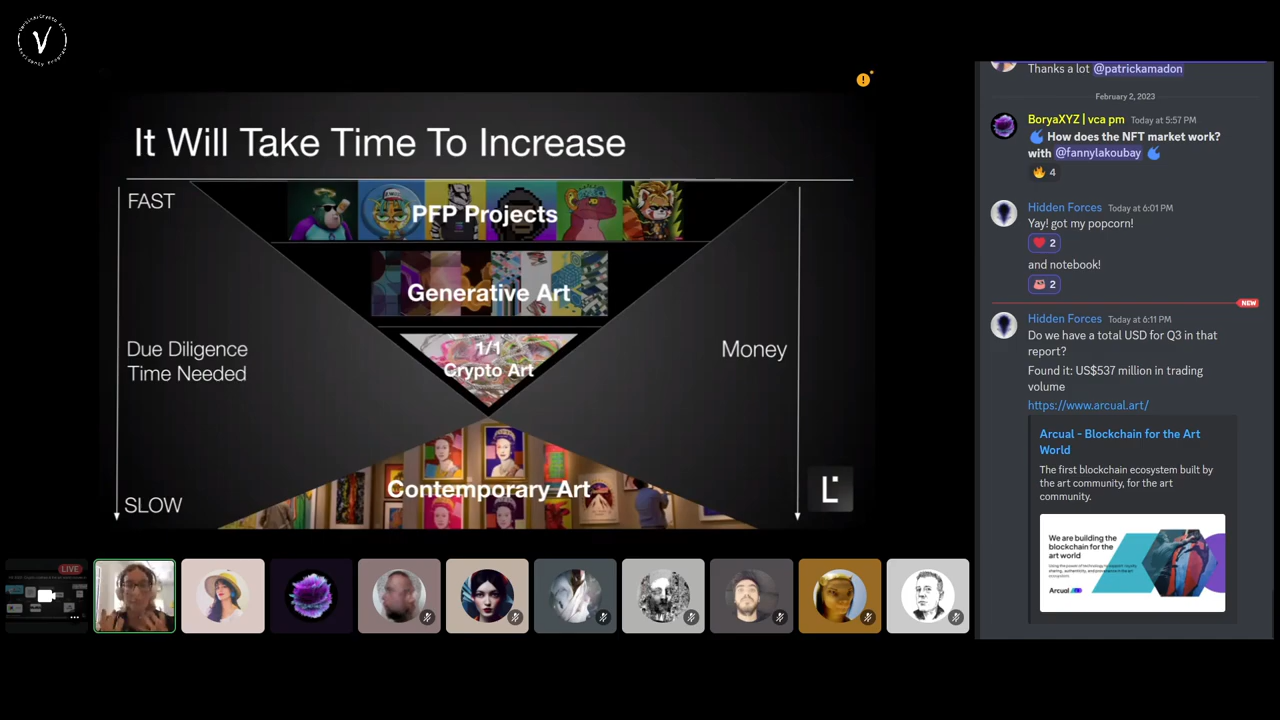 V
It Will Take Time To Increase
FAST
PFP Projects
Generative Art
Due Diligence
Time Needed
1/1
Crypto Art
Money
Contemporary Art
SLOW
L
LIVE
Thanks a lot @patrickamadon
February 2, 2023
BoryaXYZ | vca pm Today at 5:57 PM
How does the NFT market work?
with @fannylakoubay
4
Hidden Forces Today at 6:01 PM
Yay! got my popcorn!
2
and notebook!
2
NEW
Hidden Forces Today at 6:11 PM
Do we have a total USD for Q3 in that
report?
Found it: US$537 million in trading
volume
https://www.arcual.art/
Arcual - Blockchain for the Art
World
The first blockchain ecosystem built by
the art community, for the art
community.
We are building the
blockchain for the
art world
Arcual